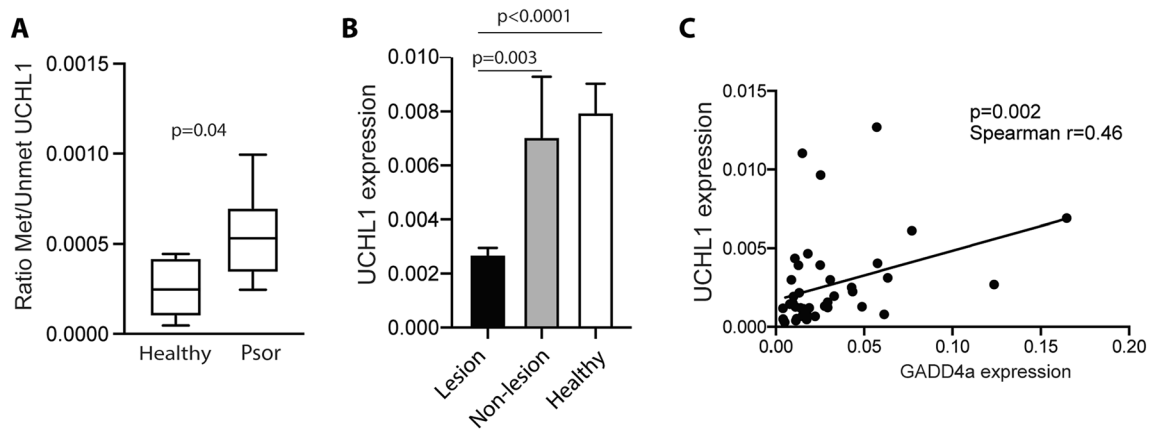 A
Ratio Met/Unmet UCHL1
0.0015
0.0010
0.0005
0.0000
p=0.04
Healthy
Psor
B
UCHL1 expression
p<0.0001
p=0.003
0.010
0.008
0.006
0.004
0.002
0.000
Lesion
Non-lesion
Healthy
C
UCHL1 expression
0.015
0.010
0.005
0.000
p=0.002
Spearman r=0.46
0.00
0.05
0.10
0.15
0.20
GADD4a expression